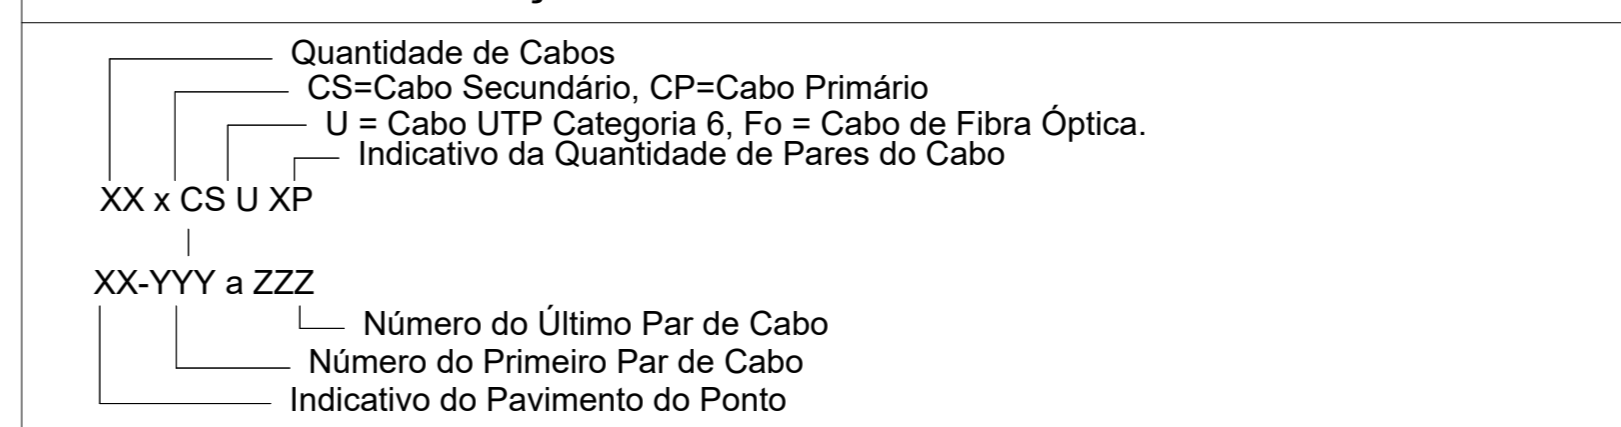 Quantidade de Cabos
CS=Cabo Secundário, CP=Cabo Primário
U = Cabo UTP Categoria 6, Fo = Cabo de Fibra Óptica.
Indicativo da Quantidade de Pares do Cabo
XX x CS U XP
XX-YYY a ZZZ
Número do Último Par de Cabo
Número do Primeiro Par de Cabo
Indicativo do Pavimento do Ponto